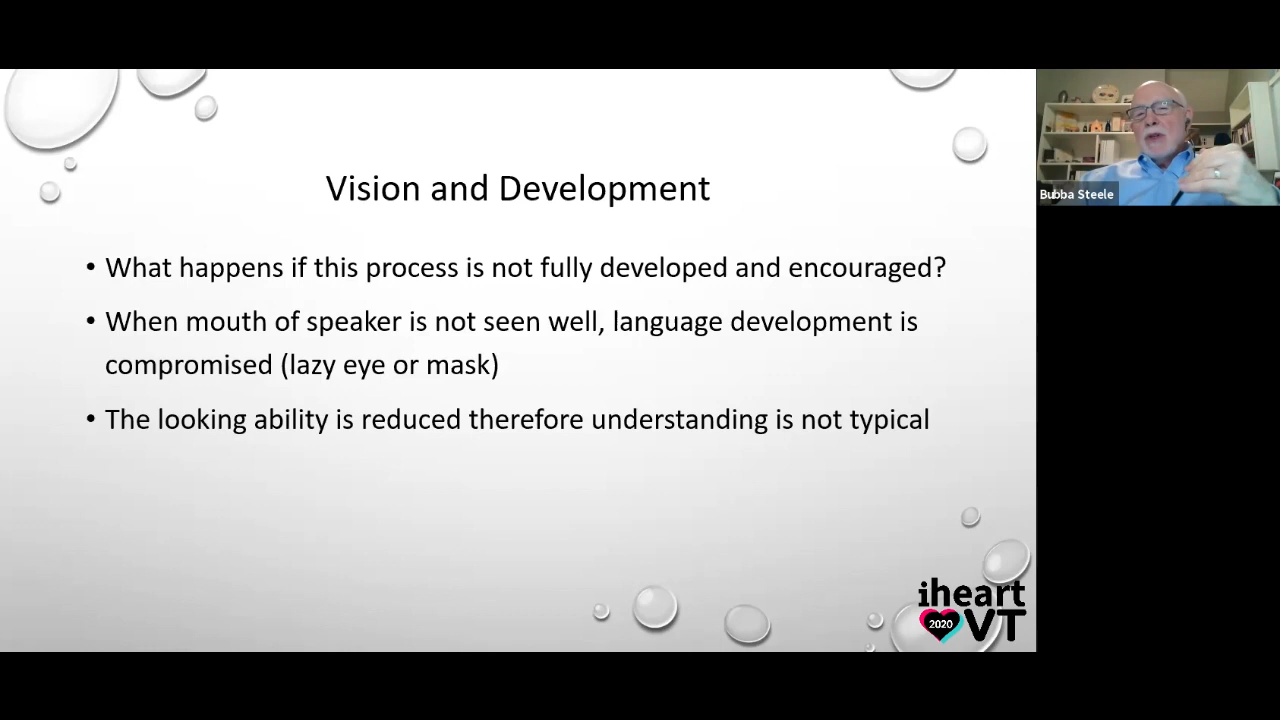 Vision and Development
• What happens if this process is not fully developed and encouraged?
• When mouth of speaker is not seen well, language development is
compromised (lazy eye or mask)
• The looking ability is reduced therefore understanding is not typical
Bubba Steele
iheart
2020 VT